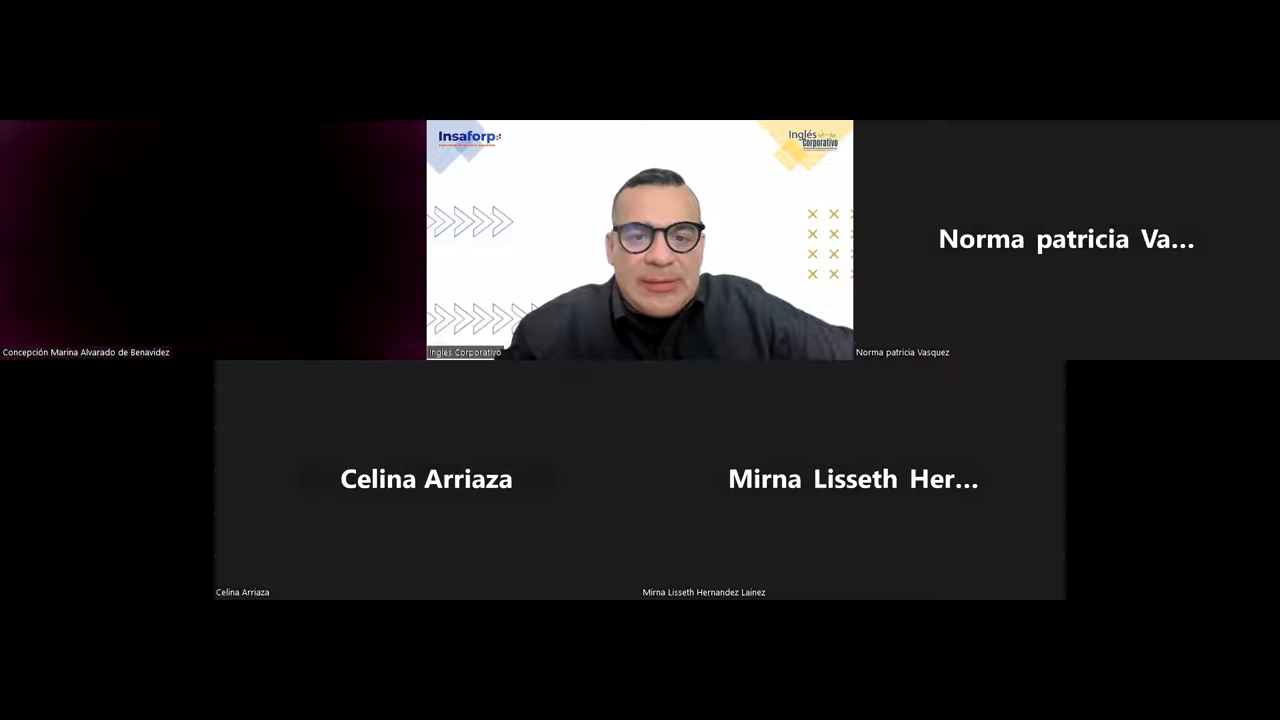 Insaforp
Inglés
Corporativo
Norma patricia Va...
Concepción Marina Alvarado de Benavidez
Inglés Corporativo
Norma patricia Vasquez
Celina Arriaza
Mirna Lisseth Her...
Celina Arriaza
Mirna Lisseth Hernandez Lainez